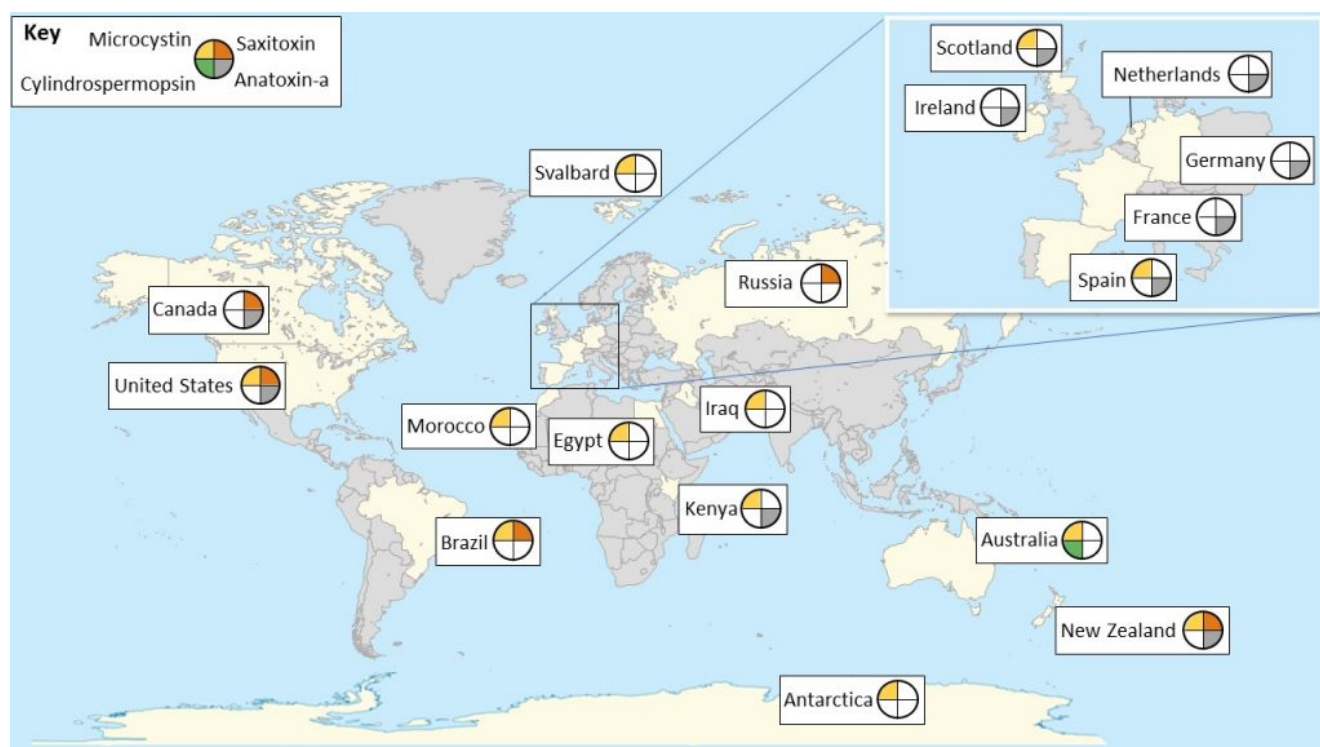 Key
Microcystin
Saxitoxin
Cylindrospermopsin
Anatoxin-a
Scotland
Netherlands
Ireland
Germany
France
Spain
Svalbard
Russia
Canada
United States
Iraq
Morocco
Egypt
Kenya
Brazil
Australia
New Zealand
Antarctica